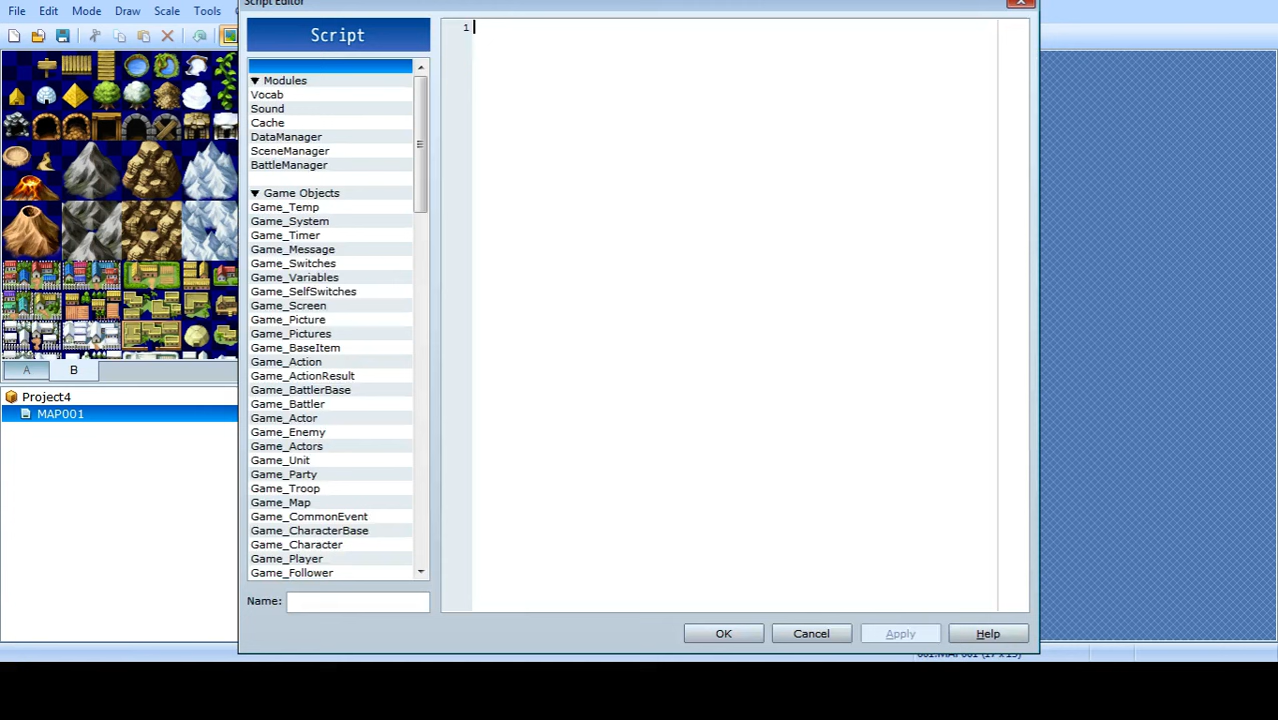 Script Editor
File Edit Mode Draw Scale Tools
Script
1
Modules
Vocab
Sound
Cache
DataManager
SceneManager
BattleManager
Game Objects
Game_Temp
Game_System
Game_Timer
Game_Message
Game_Switches
Game_Variables
Game_SelfSwitches
Game_Screen
Game_Picture
Game_Pictures
Game_BaseItem
Game_Action
Game_ActionResult
Game_BattlerBase
Game_Battler
Game_Actor
Game_Enemy
Game_Actors
Game_Unit
Game_Party
Game_Troop
Game_Map
Game_CommonEvent
Game_CharacterBase
Game_Character
Game_Player
Game_Follower
A B
Project4
MAP001
Name:
OK Cancel Apply Help